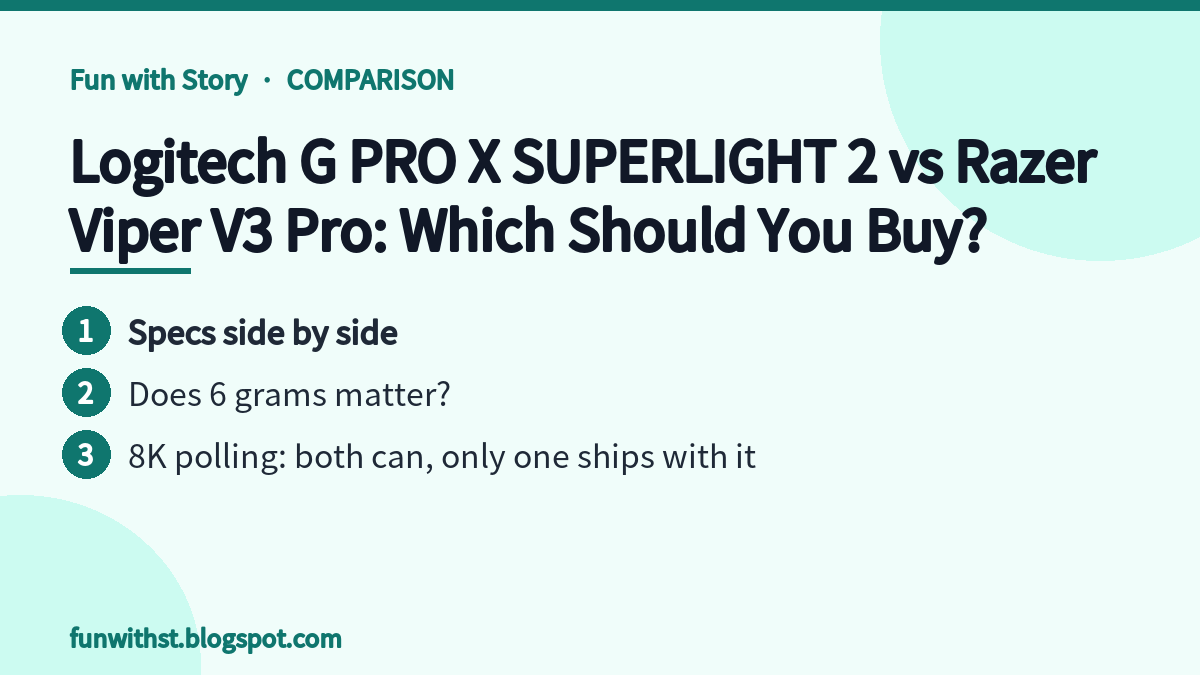 Fun with Story · COMPARISON
Logitech G PRO X SUPERLIGHT 2 vs Razer
Viper V3 Pro: Which Should You Buy?
1 Specs side by side
2 Does 6 grams matter?
3 8K polling: both can, only one ships with it
funwithst.blogspot.com